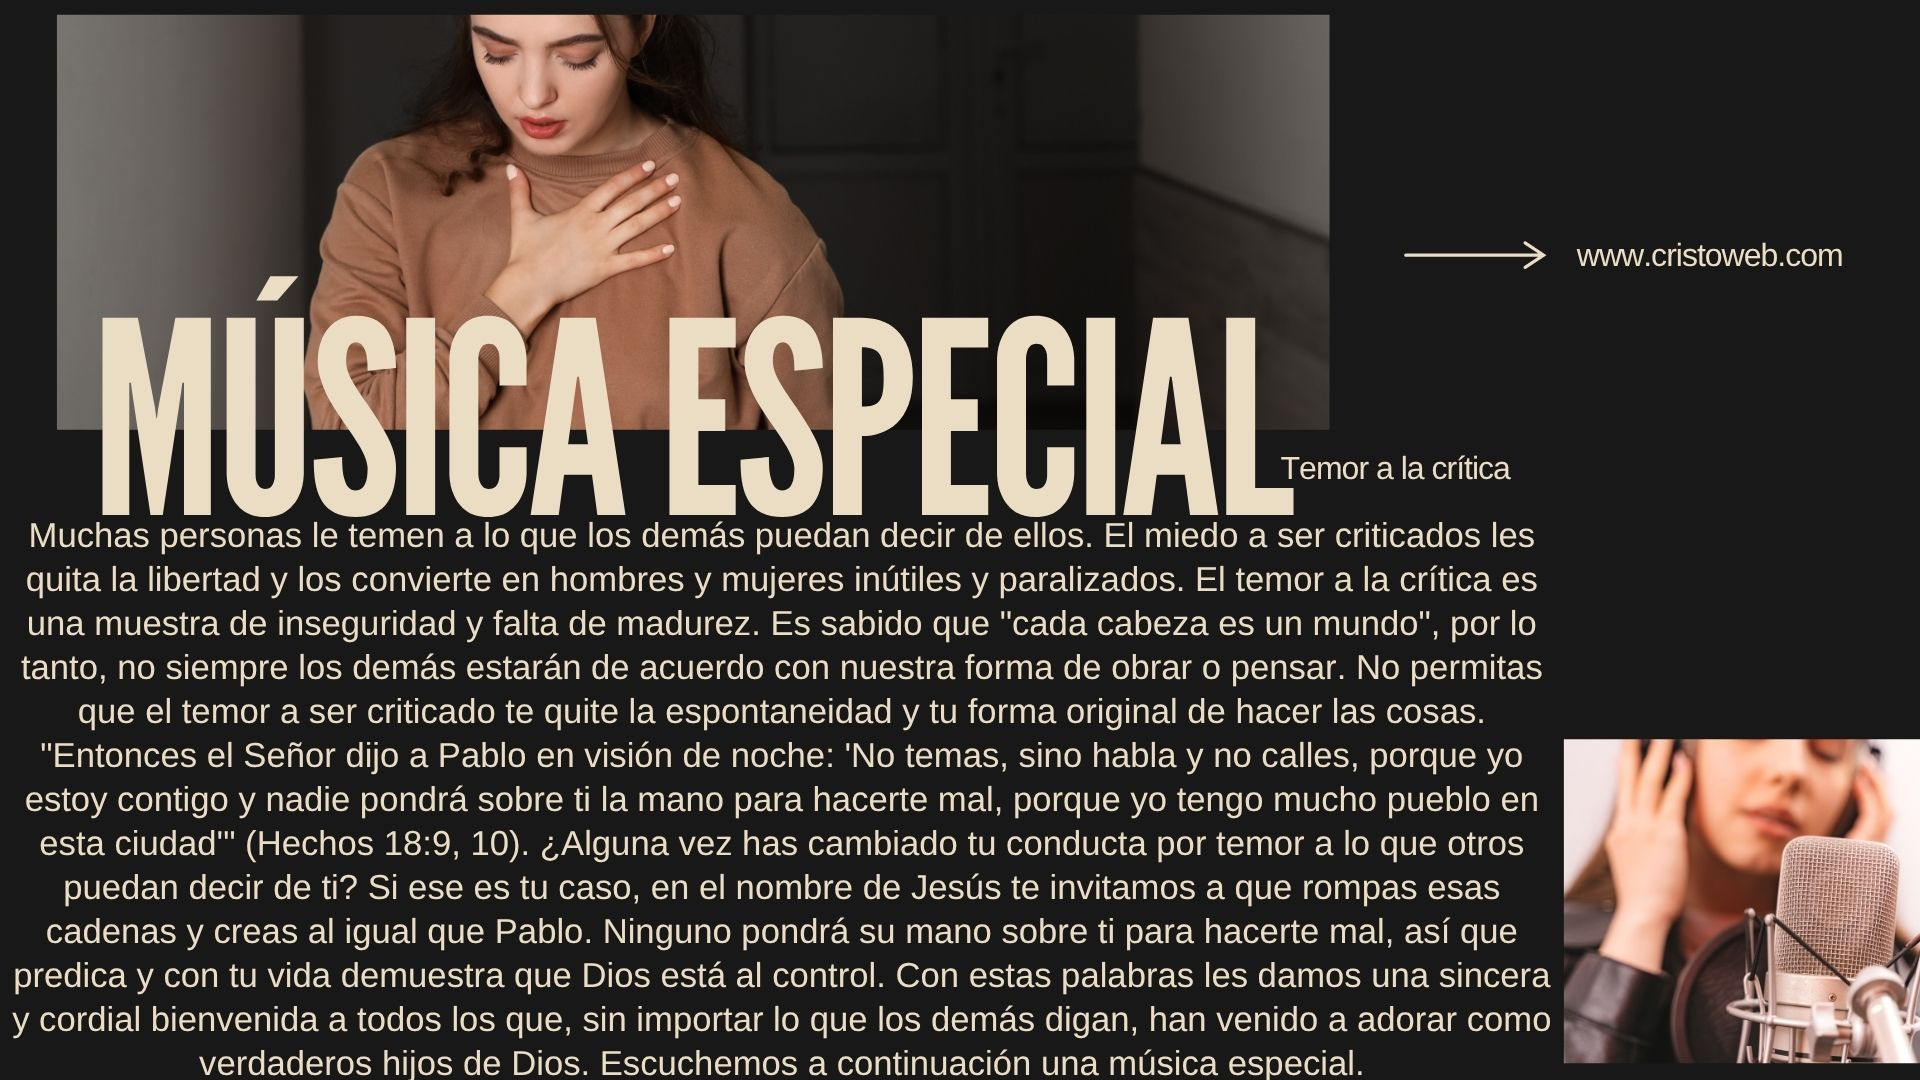 www.cristoweb.com
MÚSICA ESPECIAL
Temor a la crítica
Muchas personas le temen a lo que los demás puedan decir de ellos. El miedo a ser criticados les
quita la libertad y los convierte en hombres y mujeres inútiles y paralizados. El temor a la crítica es
una muestra de inseguridad y falta de madurez. Es sabido que "cada cabeza es un mundo", por lo
tanto, no siempre los demás estarán de acuerdo con nuestra forma de obrar o pensar. No permitas
que el temor a ser criticado te quite la espontaneidad y tu forma original de hacer las cosas.
"Entonces el Señor dijo a Pablo en visión de noche: 'No temas, sino habla y no calles, porque yo
estoy contigo y nadie pondrá sobre ti la mano para hacerte mal, porque yo tengo mucho pueblo en
esta ciudad'" (Hechos 18:9, 10). ¿Alguna vez has cambiado tu conducta por temor a lo que otros
puedan decir de ti? Si ese es tu caso, en el nombre de Jesús te invitamos a que rompas esas
cadenas y creas al igual que Pablo. Ninguno pondrá su mano sobre ti para hacerte mal, así que
predica y con tu vida demuestra que Dios está al control. Con estas palabras les damos una sincera
y cordial bienvenida a todos los que, sin importar lo que los demás digan, han venido a adorar como
verdaderos hijos de Dios. Escuchemos a continuación una música especial.